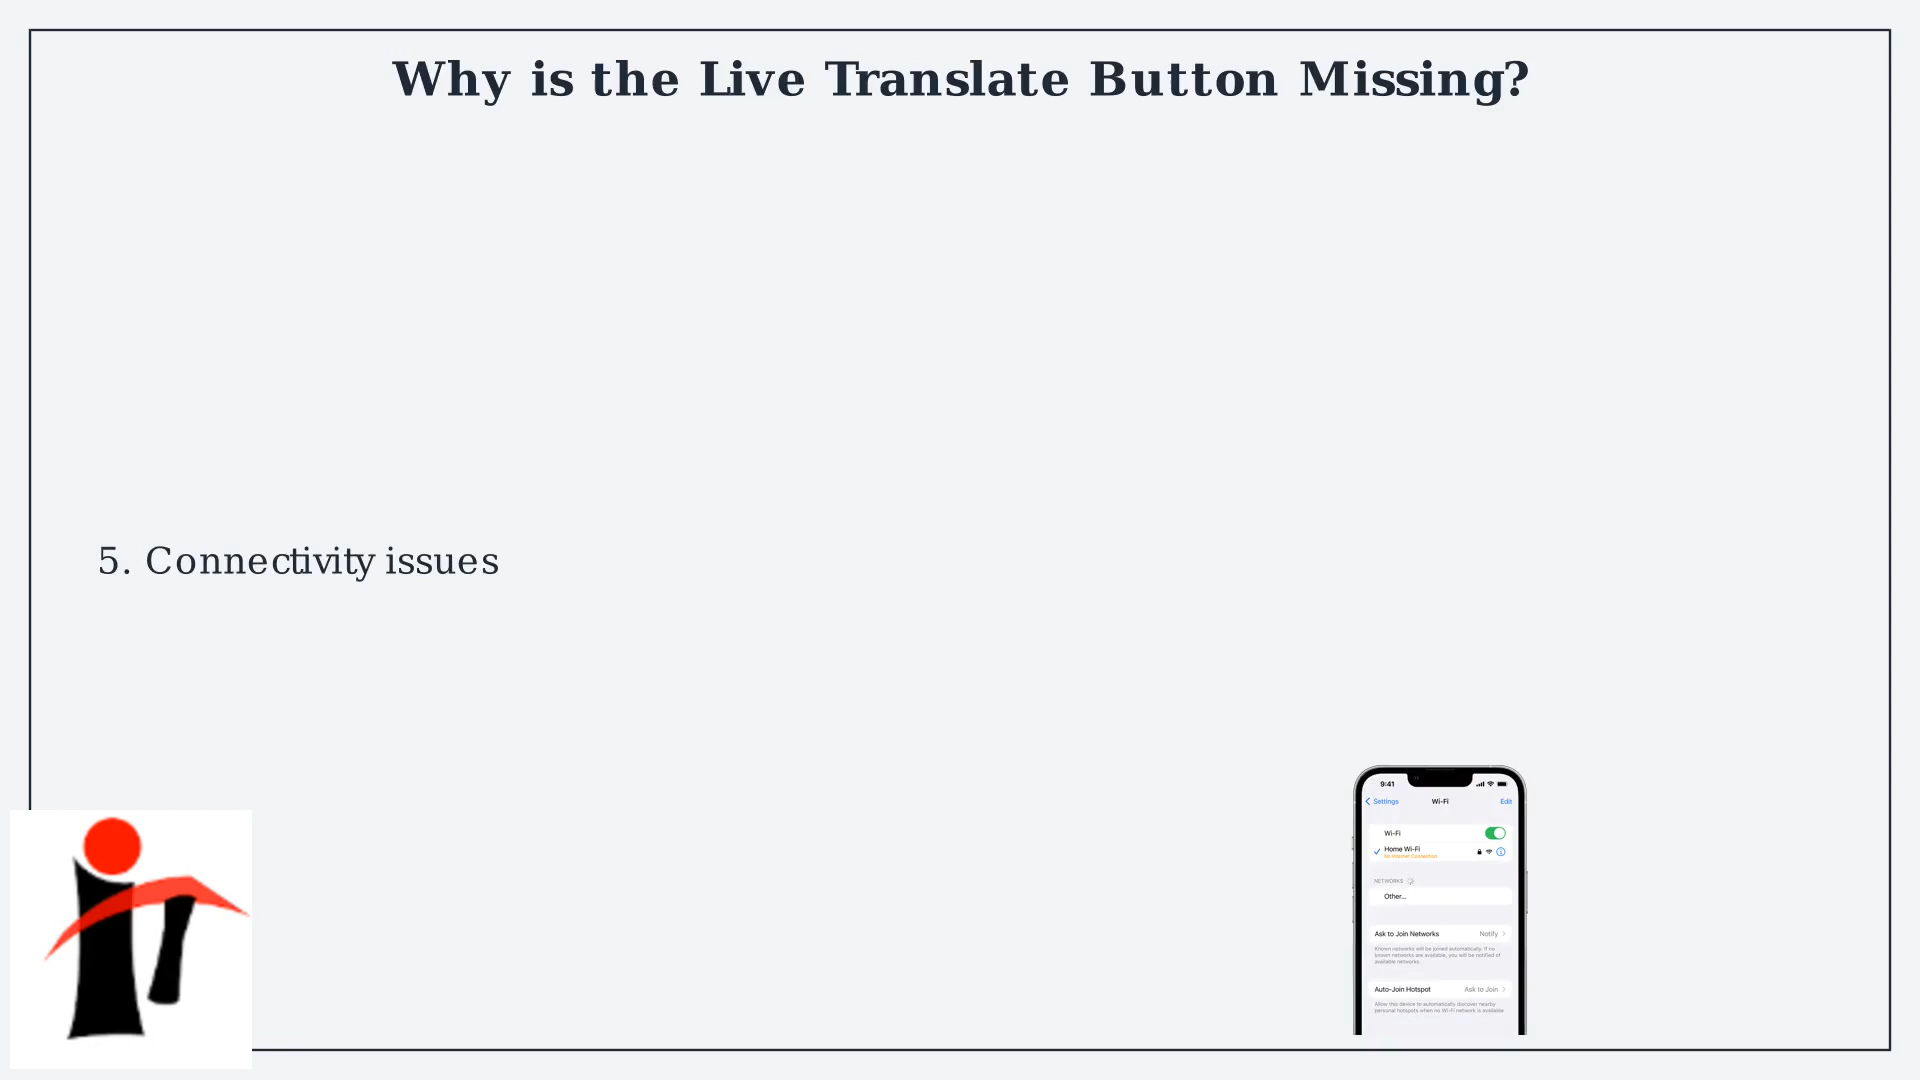 Why is the Live Translate Button Missing?
5. Connectivity issues
9:41
Settings Wi-Fi Edit
Wi-Fi
Home Wi-Fi
No Internet Connection
NETWORKS
Other...
Ask to Join Networks Notify
Known networks will be joined automatically. If no
known networks are available, you will be notified of
available networks.
Auto-Join Hotspot Ask to Join
Allow this device to automatically discover nearby
personal hotspots when no Wi-Fi network is available